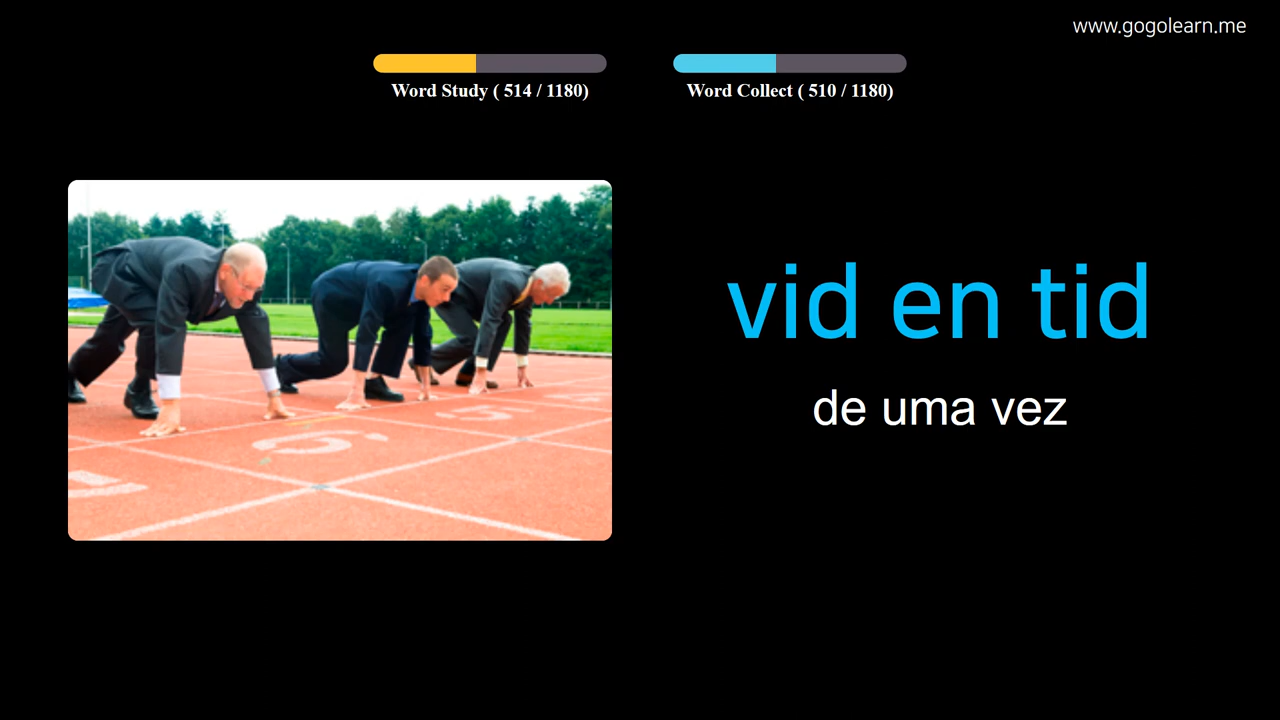 www.gogolearn.me
Word Study ( 514 / 1180)
Word Collect ( 510 / 1180)
vid en tid
de uma vez